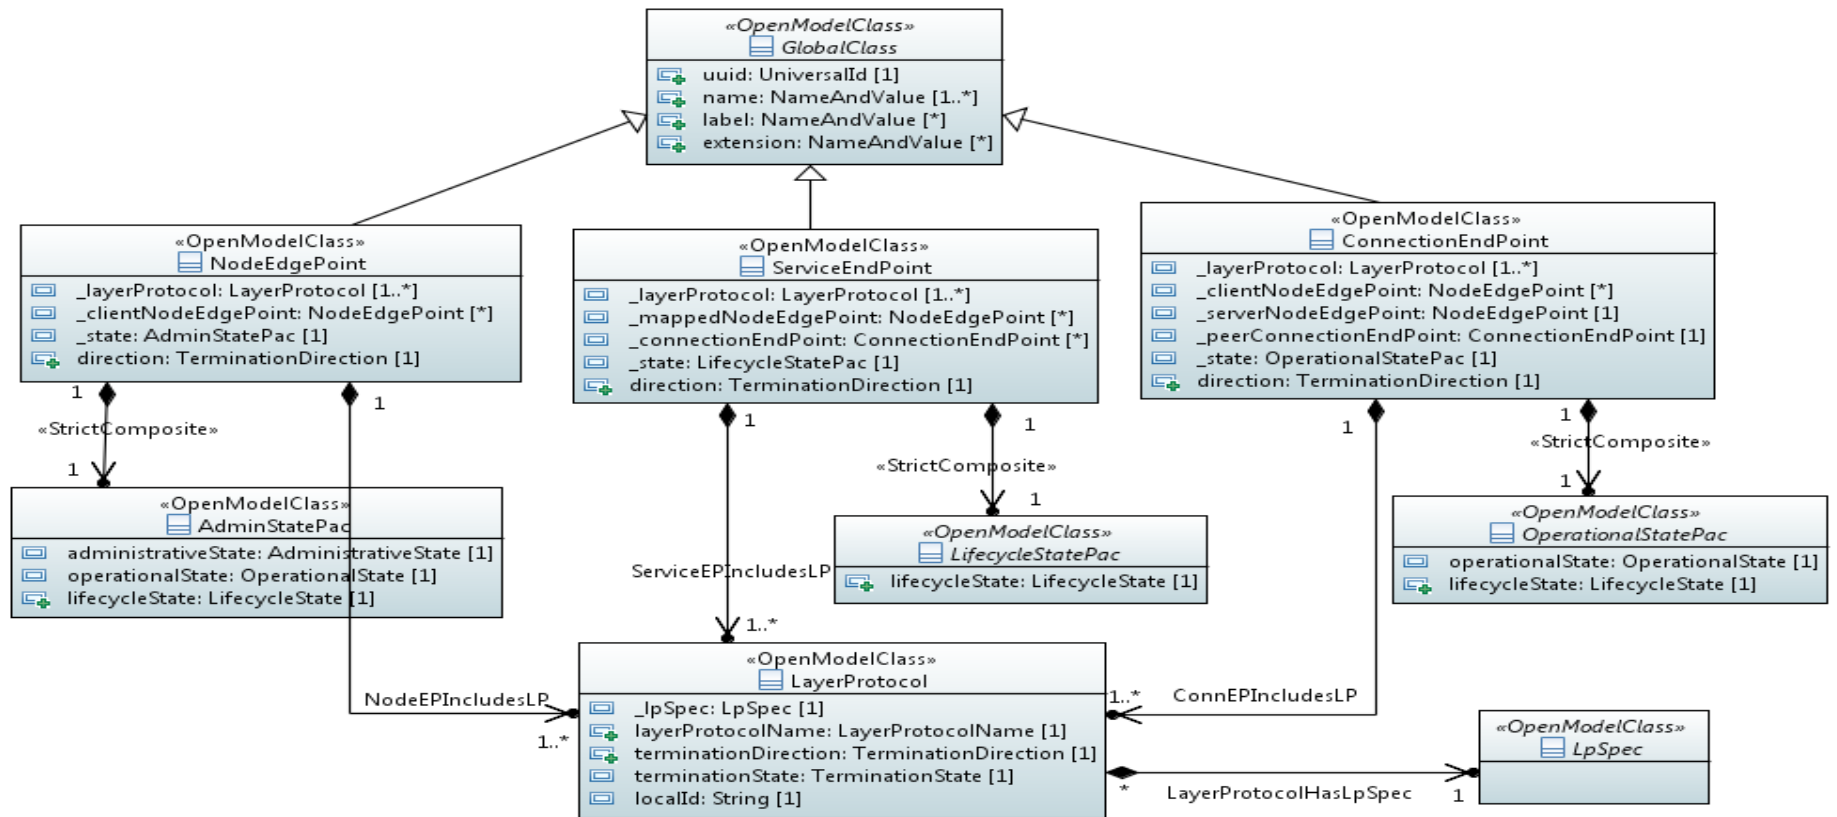 «OpenModelClass»
GlobalClass
uuid: UniversalId [1]
name: NameAndValue [1..*]
label: NameAndValue [*]
extension: NameAndValue [*]
«OpenModelClass»
NodeEdgePoint
_layerProtocol: LayerProtocol [1..*]
_clientNodeEdgePoint: NodeEdgePoint [*]
_state: AdminStatePac [1]
direction: TerminationDirection [1]
«OpenModelClass»
ServiceEndPoint
_layerProtocol: LayerProtocol [1..*]
_mappedNodeEdgePoint: NodeEdgePoint [*]
_connectionEndPoint: ConnectionEndPoint [*]
_state: LifecycleStatePac [1]
direction: TerminationDirection [1]
«OpenModelClass»
ConnectionEndPoint
_layerProtocol: LayerProtocol [1..*]
_clientNodeEdgePoint: NodeEdgePoint [*]
_serverNodeEdgePoint: NodeEdgePoint [1]
_peerConnectionEndPoint: ConnectionEndPoint [1]
_state: OperationalStatePac [1]
direction: TerminationDirection [1]
1
«StrictComposite»
1
1
1
1
«StrictComposite»
1
1
1
«StrictComposite»
1
«OpenModelClass»
AdminStatePac
administrativeState: AdministrativeState [1]
operationalState: OperationalState [1]
lifecycleState: LifecycleState [1]
«OpenModelClass»
LifecycleStatePac
lifecycleState: LifecycleState [1]
«OpenModelClass»
OperationalStatePac
operationalState: OperationalState [1]
lifecycleState: LifecycleState [1]
ServiceEPIncludesLP
1..*
NodeEPIncludesLP
1..*
«OpenModelClass»
LayerProtocol
_lpSpec: LpSpec [1]
layerProtocolName: LayerProtocolName [1]
terminationDirection: TerminationDirection [1]
terminationState: TerminationState [1]
localId: String [1]
1..*
ConnEPIncludesLP
*
LayerProtocolHasLpSpec
1
«OpenModelClass»
LpSpec